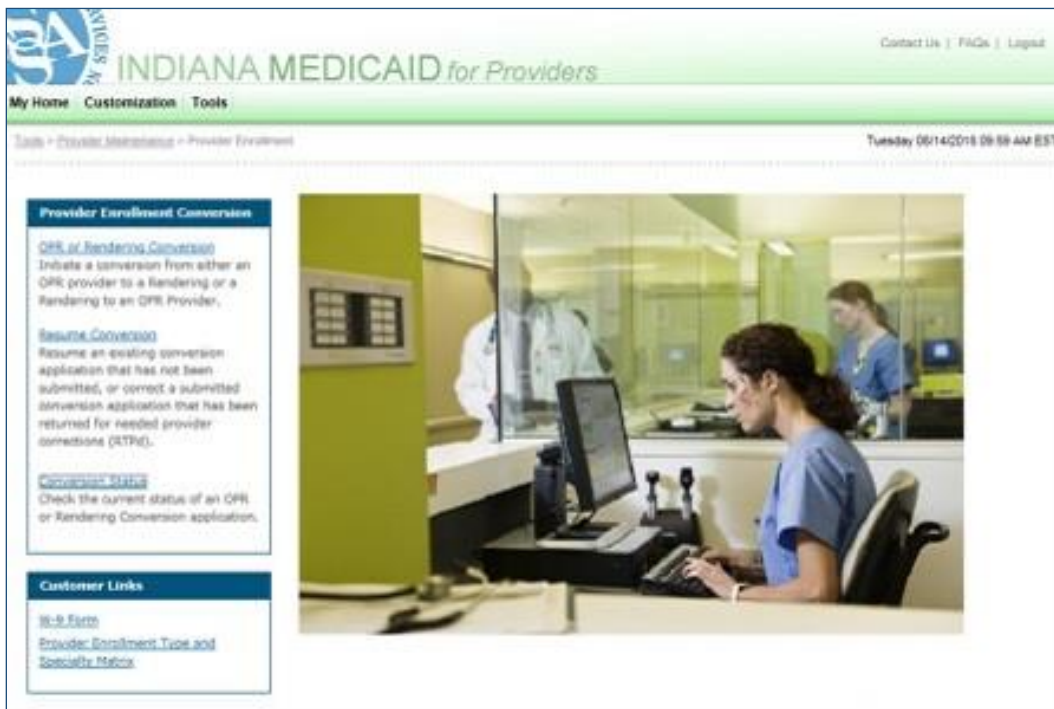 Contact Us | FAQs | Logout
INDIANA MEDICAID for Providers
My Home Customization Tools
Tools > Provider Maintenance > Provider Enrollment
Tuesday 06/14/2016 09:59 AM EST
Provider Enrollment Conversion
OPR or Rendering Conversion
Initiate a conversion from either an
OPR provider to a Rendering or a
Rendering to an OPR Provider.
Resume Conversion
Resume an existing conversion
application that has not been
submitted, or correct a submitted
conversion application that has been
returned for needed provider
corrections (RTPd).
Conversion Status
Check the current status of an OPR
or Rendering Conversion application.
Customer Links
W-9 Form
Provider Enrollment Type and
Specialty Matrix